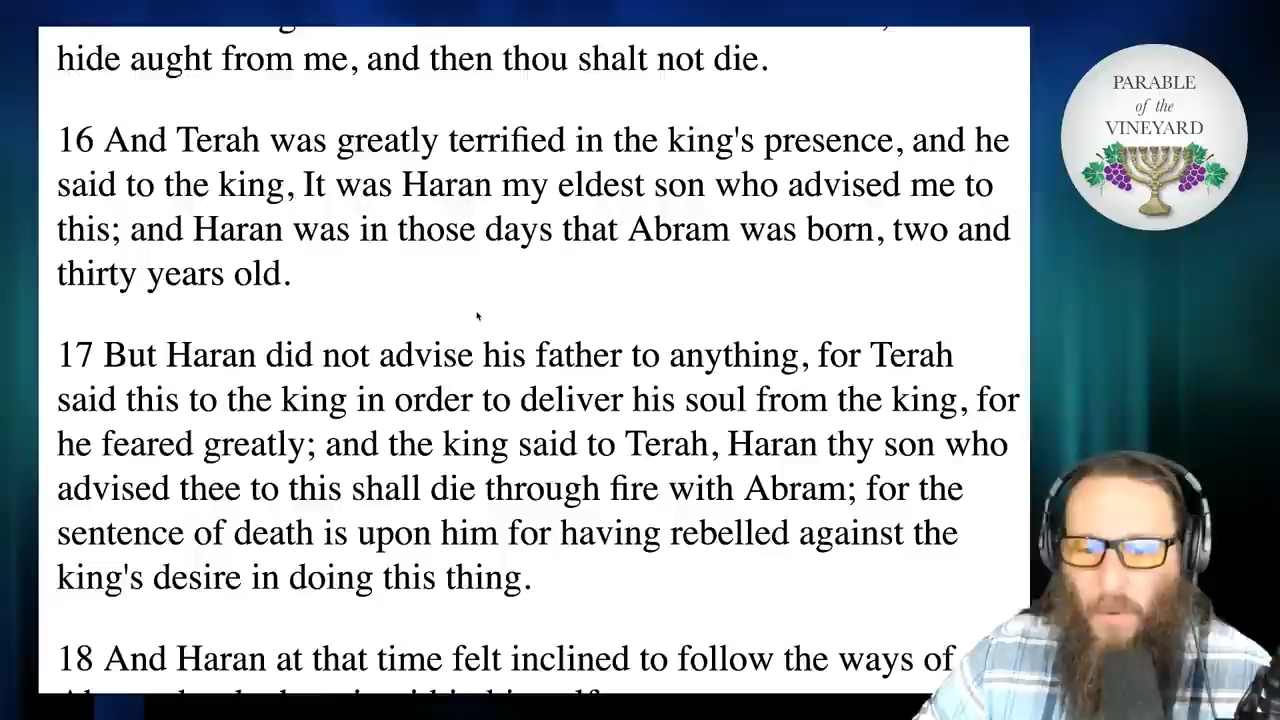 hide aught from me, and then thou shalt not die.
16 And Terah was greatly terrified in the king's presence, and he
said to the king, It was Haran my eldest son who advised me to
this; and Haran was in those days that Abram was born, two and
thirty years old.
17 But Haran did not advise his father to anything, for Terah
said this to the king in order to deliver his soul from the king, for
he feared greatly; and the king said to Terah, Haran thy son who
advised thee to this shall die through fire with Abram; for the
sentence of death is upon him for having rebelled against the
king's desire in doing this thing.
18 And Haran at that time felt inclined to follow the ways of
PARABLE
of the
VINEYARD